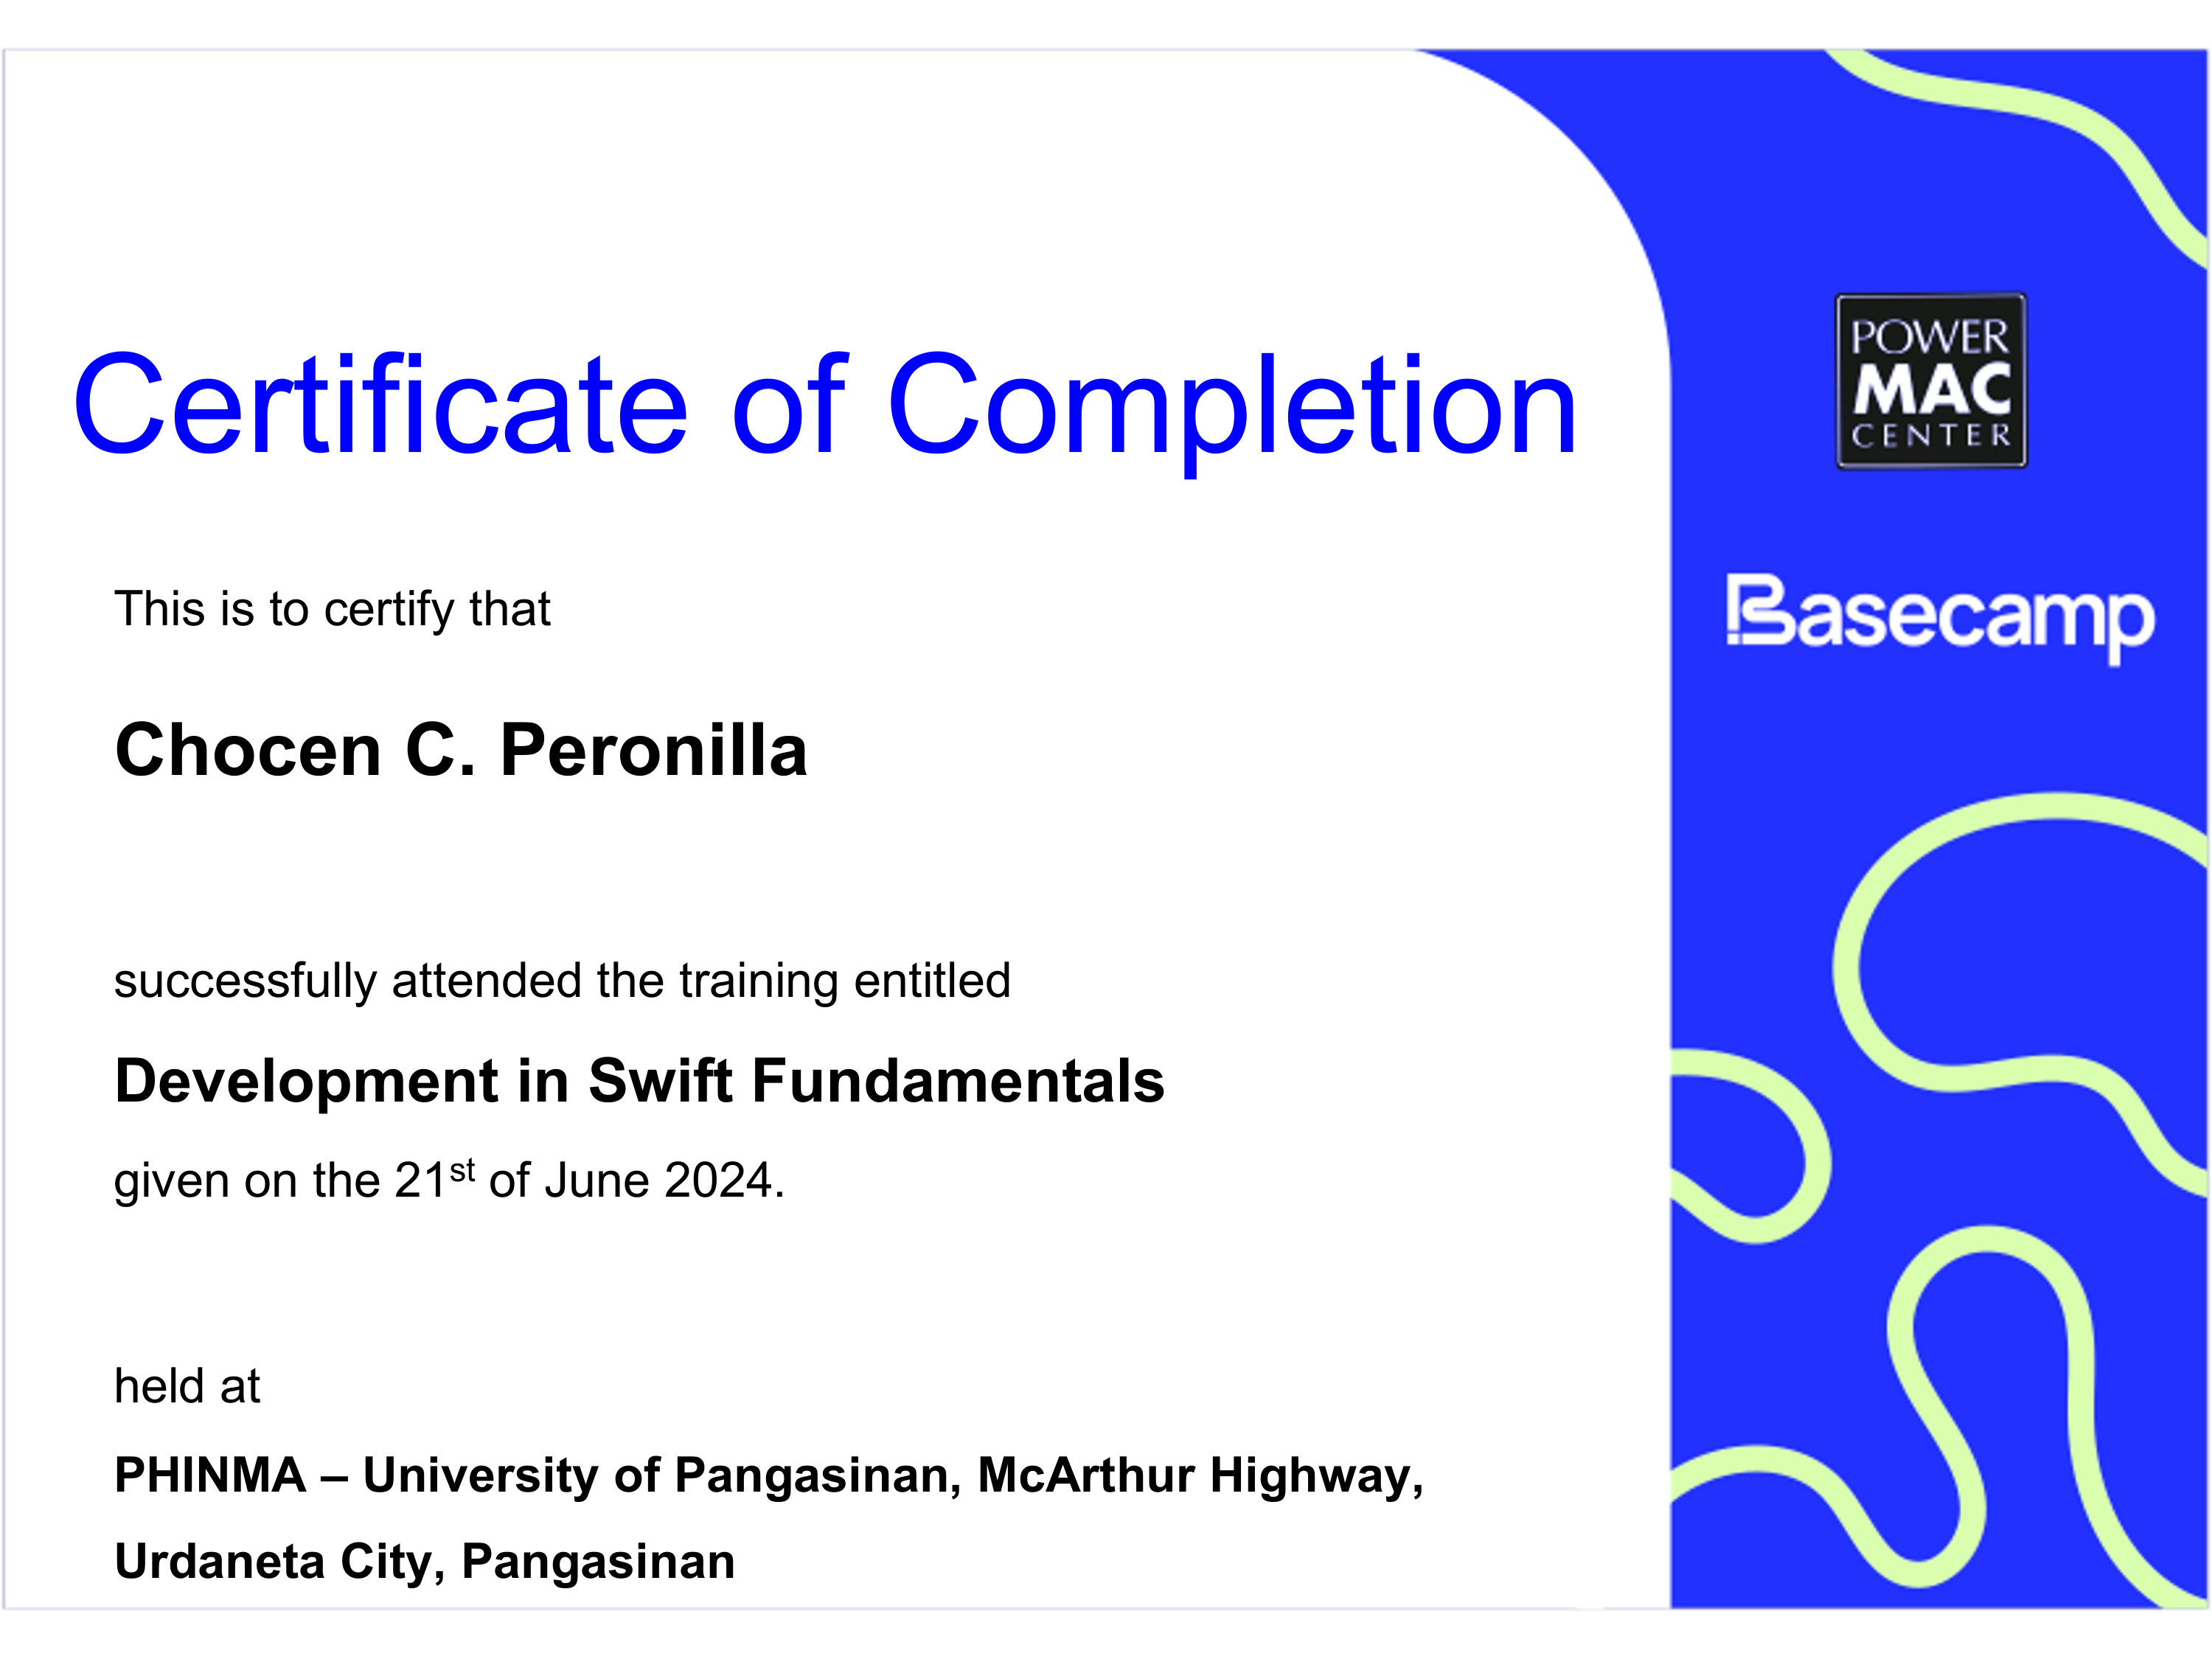 Certificate of Completion
This is to certify that
Chocen C. Peronilla
successfully attended the training entitled
Development in Swift Fundamentals
given on the 21st of June 2024.
held at
PHINMA – University of Pangasinan, McArthur Highway,
Urdaneta City, Pangasinan
POWER
MAC
CENTER
Basecamp